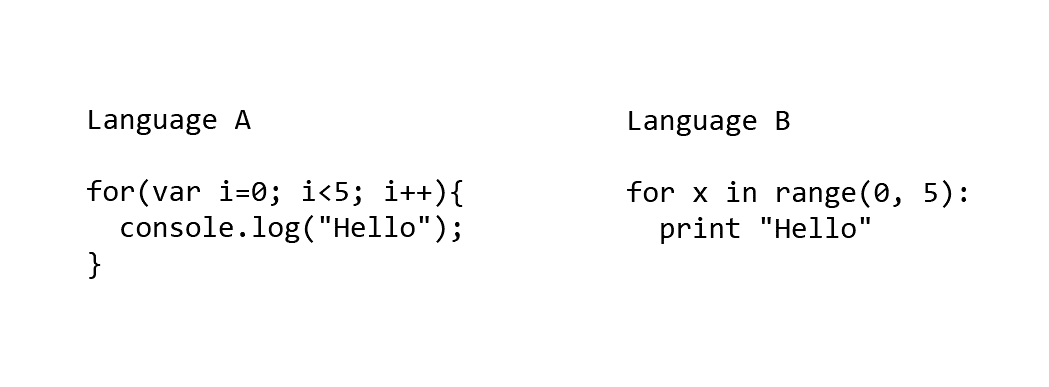 Language A
for(var i=0; i<5; i++){
  console.log("Hello");
}
Language B
for x in range(0, 5):
  print "Hello"